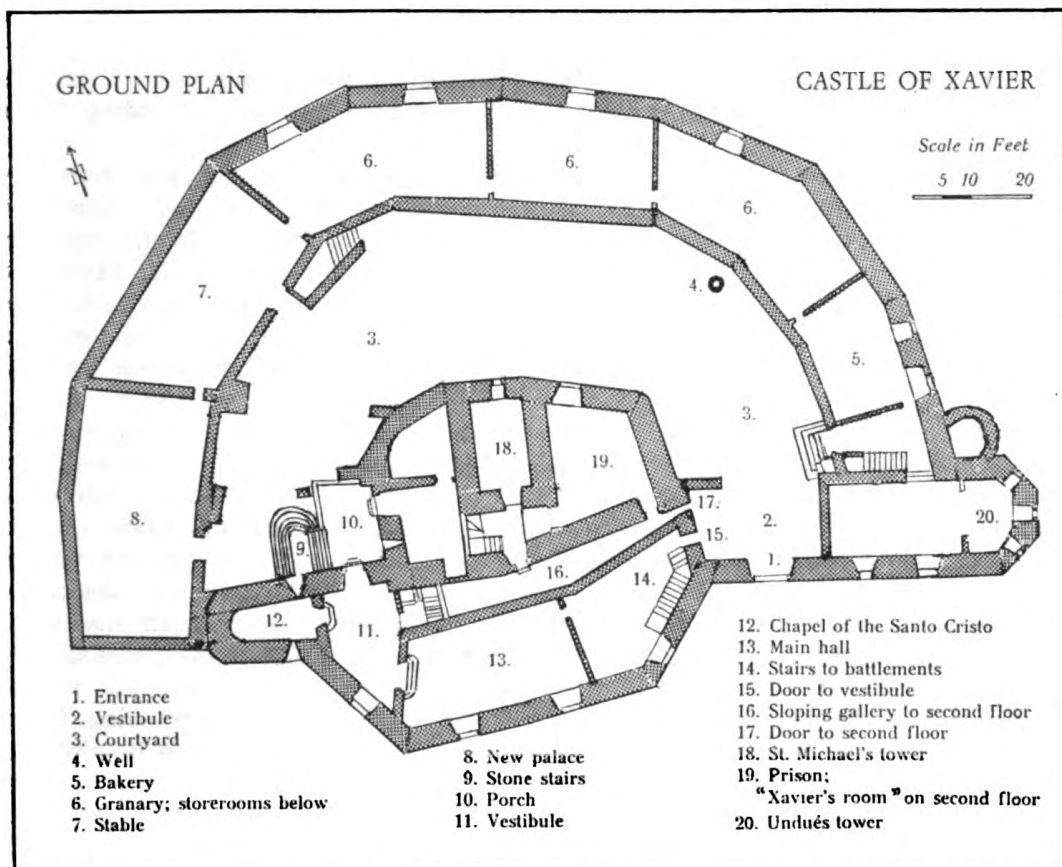 GROUND PLAN
CASTLE OF XAVIER
Scale in Feet
5 10 20
6.
6.
6.
7.
4.
3.
5.
3.
18.
19.
17.
10.
8.
2.
20.
9.
15.
1.
16.
14.
12.
11.
13.
1. Entrance
2. Vestibule
3. Courtyard
4. Well
5. Bakery
6. Granary; storerooms below
7. Stable
8. New palace
9. Stone stairs
10. Porch
11. Vestibule
12. Chapel of the Santo Cristo
13. Main hall
14. Stairs to battlements
15. Door to vestibule
16. Sloping gallery to second floor
17. Door to second floor
18. St. Michael's tower
19. Prison;
"Xavier's room" on second floor
20. Undués tower